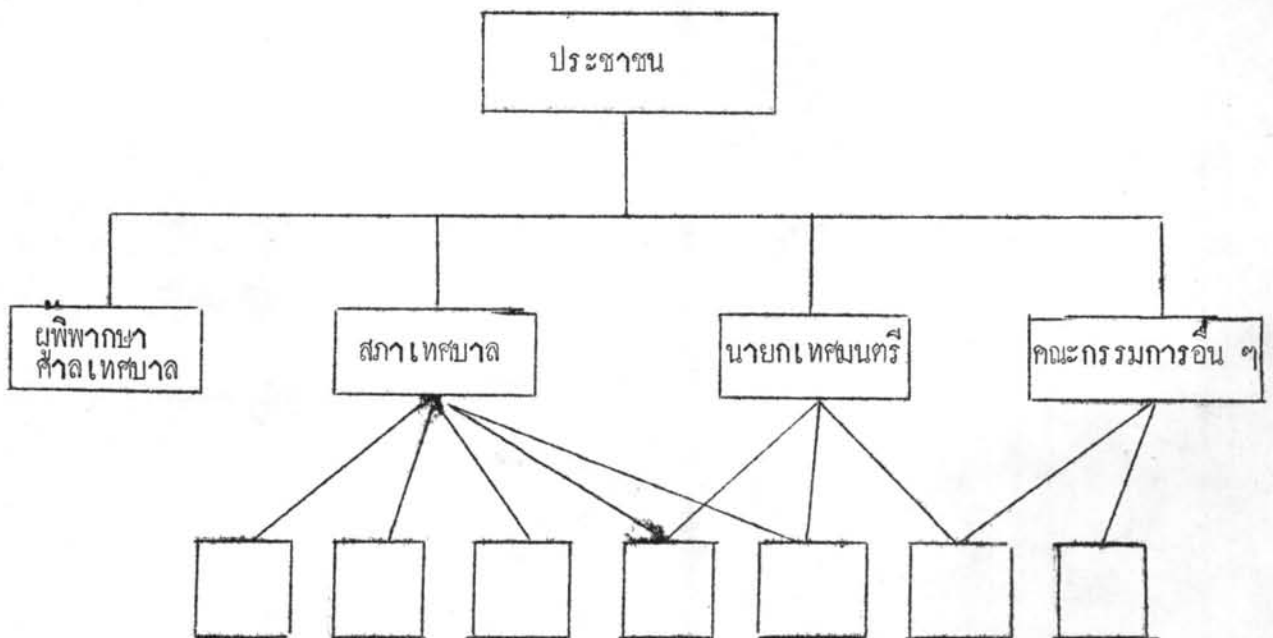 ประชาชน
ผู้พิพากษา
ศาลเทศบาล
สภาเทศบาล
นายกเทศมนตรี
คณะกรรมการอื่น ๆ